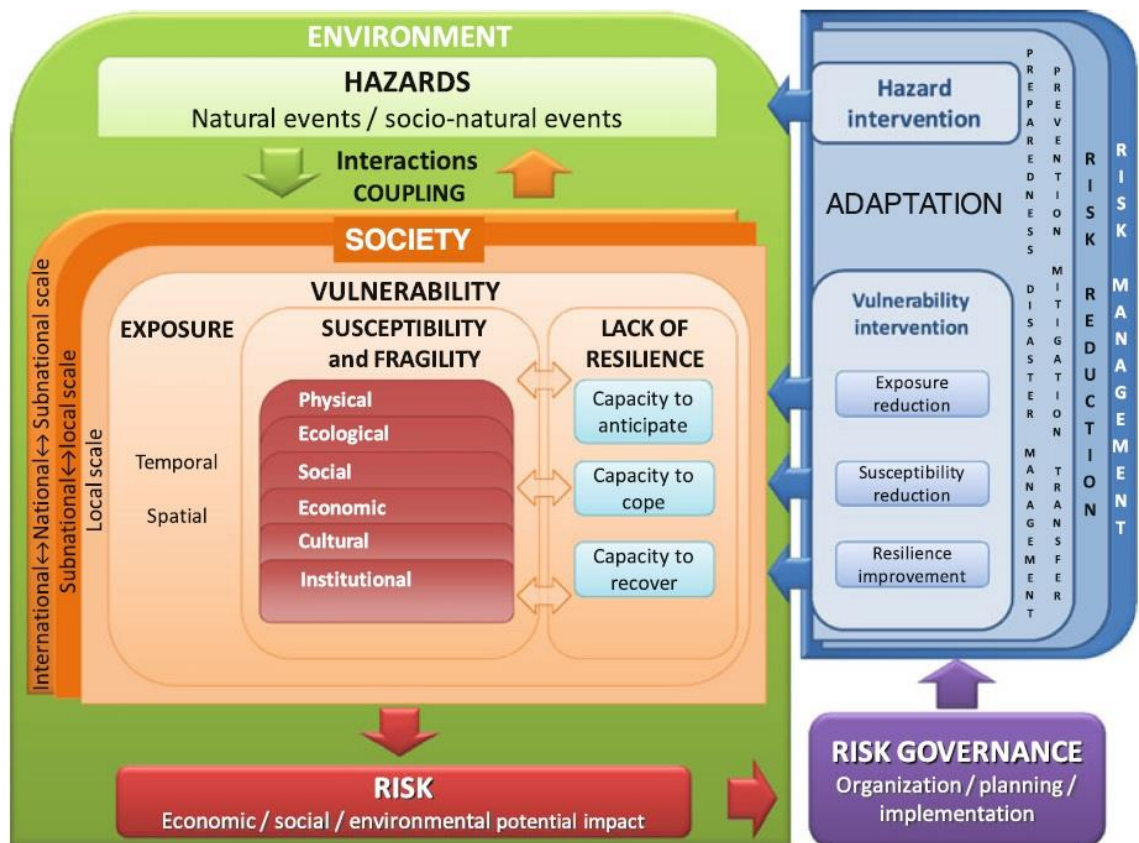 ENVIRONMENT
HAZARDS
Natural events / socio-natural events
Interactions
COUPLING
SOCIETY
International↔National↔ Subnational scale
Subnational↔local scale
Local scale
VULNERABILITY
EXPOSURE
Temporal
Spatial
SUSCEPTIBILITY
and FRAGILITY
Physical
Ecological
Social
Economic
Cultural
Institutional
LACK OF
RESILIENCE
Capacity to
anticipate
Capacity to
cope
Capacity to
recover
RISK
Economic / social / environmental potential impact
Hazard
intervention
ADAPTATION
Vulnerability
intervention
Exposure
reduction
Susceptibility
reduction
Resilience
improvement
PREPAREDNESS DISASTER MANAGEMENT
PREVENTION MITIGATION TRANSFER
RISK REDUCTION
RISK MANAGEMENT
RISK GOVERNANCE
Organization / planning /
implementation